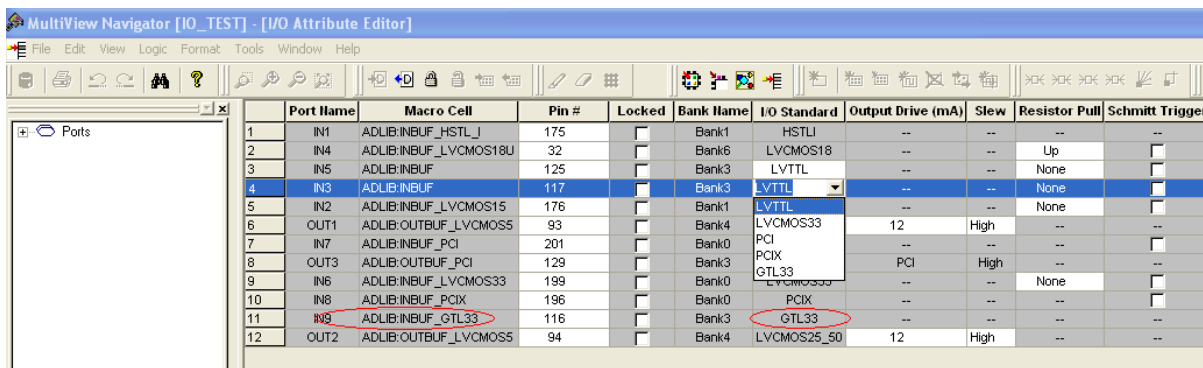 MultiView Navigator [IO_TEST] - [I/O Attribute Editor]
File Edit View Logic Format Tools Window Help
Ports
Port Name Macro Cell Pin # Locked Bank Name I/O Standard Output Drive (mA) Slew Resistor Pull Schmitt Trigge
1 IN1 ADLIB:INBUF_HSTL_I 175 Bank1 HSTLI -- -- -- --
2 IN4 ADLIB:INBUF_LVCMOS18U 32 Bank6 LVCMOS18 -- -- Up
3 IN5 ADLIB:INBUF 125 Bank3 LVTTL -- -- None
4 IN3 ADLIB:INBUF 117 Bank3 LVTTL -- -- None
5 IN2 ADLIB:INBUF_LVCMOS15 176 Bank1 LVTTL -- -- None
6 OUT1 ADLIB:OUTBUF_LVCMOS5 93 Bank4 LVCMOS33 12 High -- --
7 IN7 ADLIB:INBUF_PCI 201 Bank0 PCI -- -- --
8 OUT3 ADLIB:OUTBUF_PCI 129 Bank3 PCIX PCI High -- --
GTL33
9 IN6 ADLIB:INBUF_LVCMOS33 199 Bank0 LVCMOS33 -- -- None
10 IN8 ADLIB:INBUF_PCIX 196 Bank0 PCIX -- -- --
11 IN9 ADLIB:INBUF_GTL33 116 Bank3 GTL33 -- -- -- --
12 OUT2 ADLIB:OUTBUF_LVCMOS5 94 Bank4 LVCMOS25_50 12 High -- --